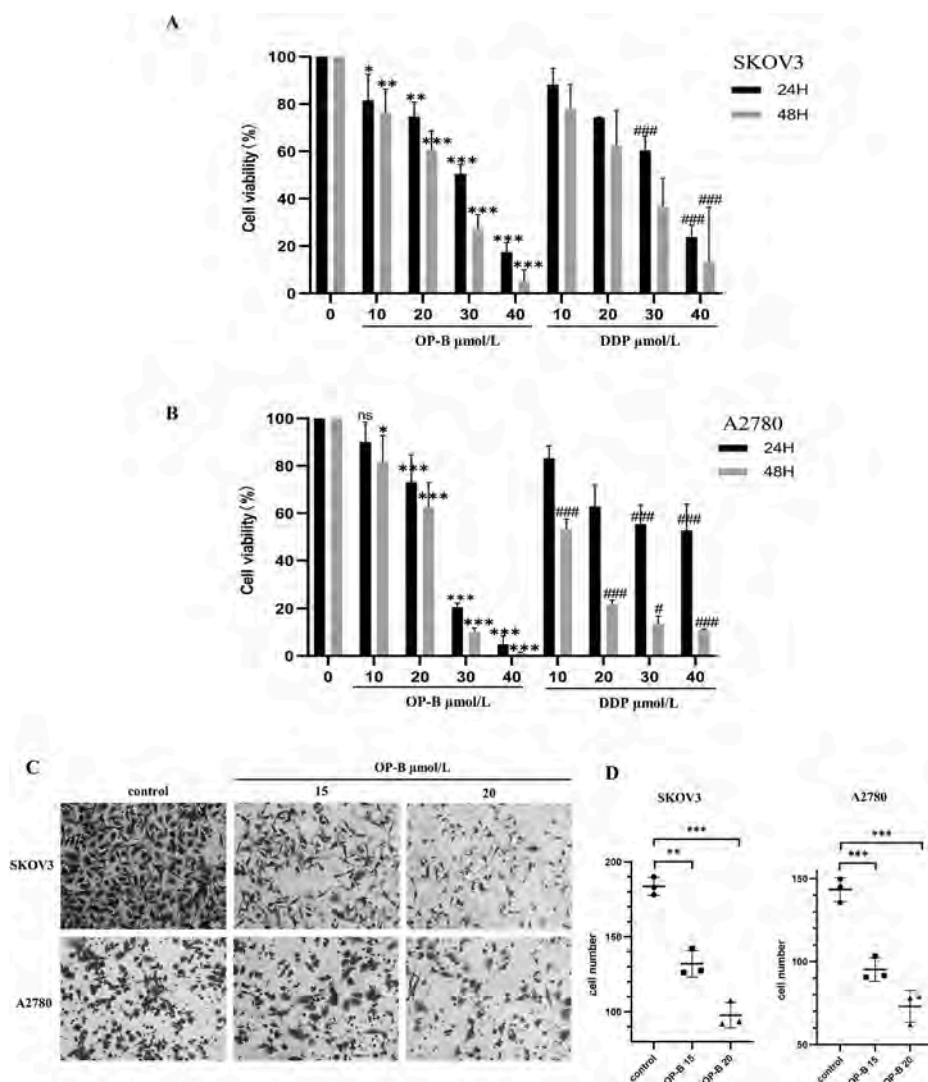 A
SKOV3
24H
48H
Cell viability (%)
100
80
60
40
20
0
* ** ** *** *** *** *** ***
### ### ###
0 10 20 30 40 10 20 30 40
OP-B μmol/L DDP μmol/L
B
A2780
24H
48H
Cell viability (%)
100
80
60
40
20
0
ns * *** *** *** *** *** ***
### ### ### # ### ###
0 10 20 30 40 10 20 30 40
OP-B μmol/L DDP μmol/L
C
OP-B μmol/L
control 15 20
SKOV3
A2780
D
SKOV3
***
**
200
150
100
cell number
control OP-B 15 OP-B 20
A2780
***
***
150
100
50
cell number
control OP-B 15 OP-B 20